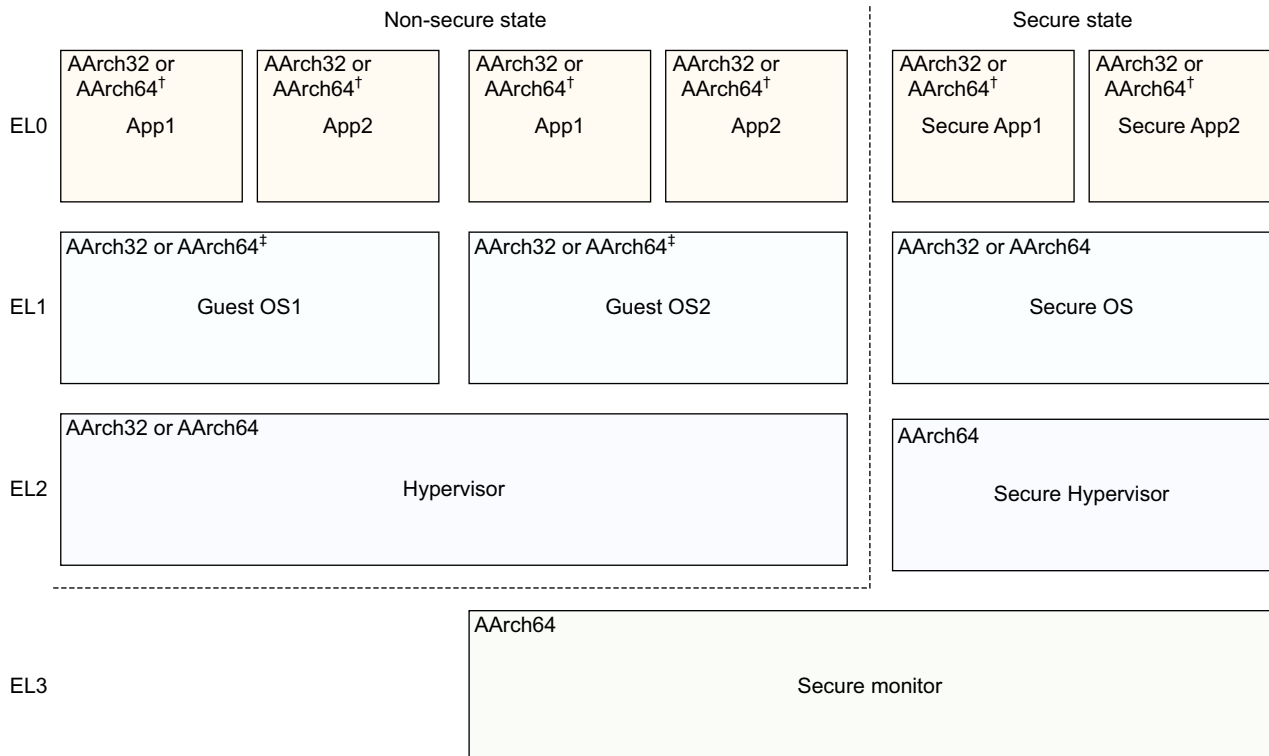 Non-secure state
Secure state
AArch32 or
AArch64†
App1
AArch32 or
AArch64†
App2
AArch32 or
AArch64†
App1
AArch32 or
AArch64†
App2
AArch32 or
AArch64†
Secure App1
AArch32 or
AArch64†
Secure App2
EL0
AArch32 or AArch64‡
Guest OS1
AArch32 or AArch64‡
Guest OS2
AArch32 or AArch64
Secure OS
EL1
AArch32 or AArch64
Hypervisor
AArch64
Secure Hypervisor
EL2
AArch64
Secure monitor
EL3